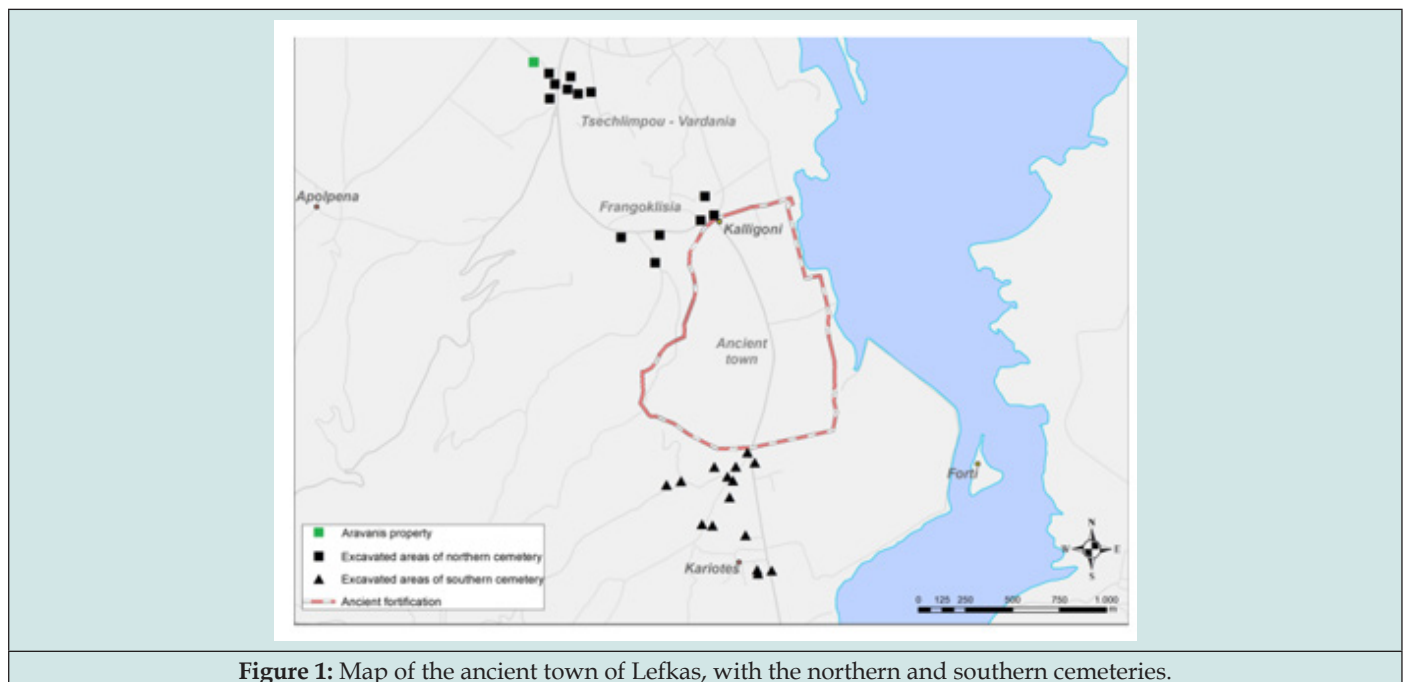 Tsechlimpou - Vardania
Apolpena
Frangoklisia
Kalligoni
Ancient
town
Forti
Kariotes
Aravanis property
Excavated areas of northern cemetery
Excavated areas of southern cemetery
Ancient fortification
N
W E
S
0 125 250 500 750 1.000
m
Figure 1: Map of the ancient town of Lefkas, with the northern and southern cemeteries.